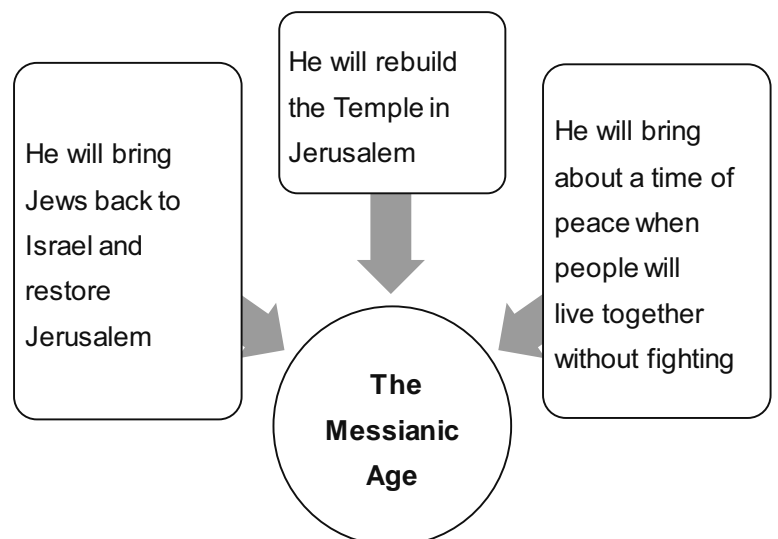 He will bring
Jews back to
Israel and
restore
Jerusalem
He will rebuild
the Temple in
Jerusalem
He will bring
about a time of
peace when
people will
live together
without fighting
The
Messianic
Age